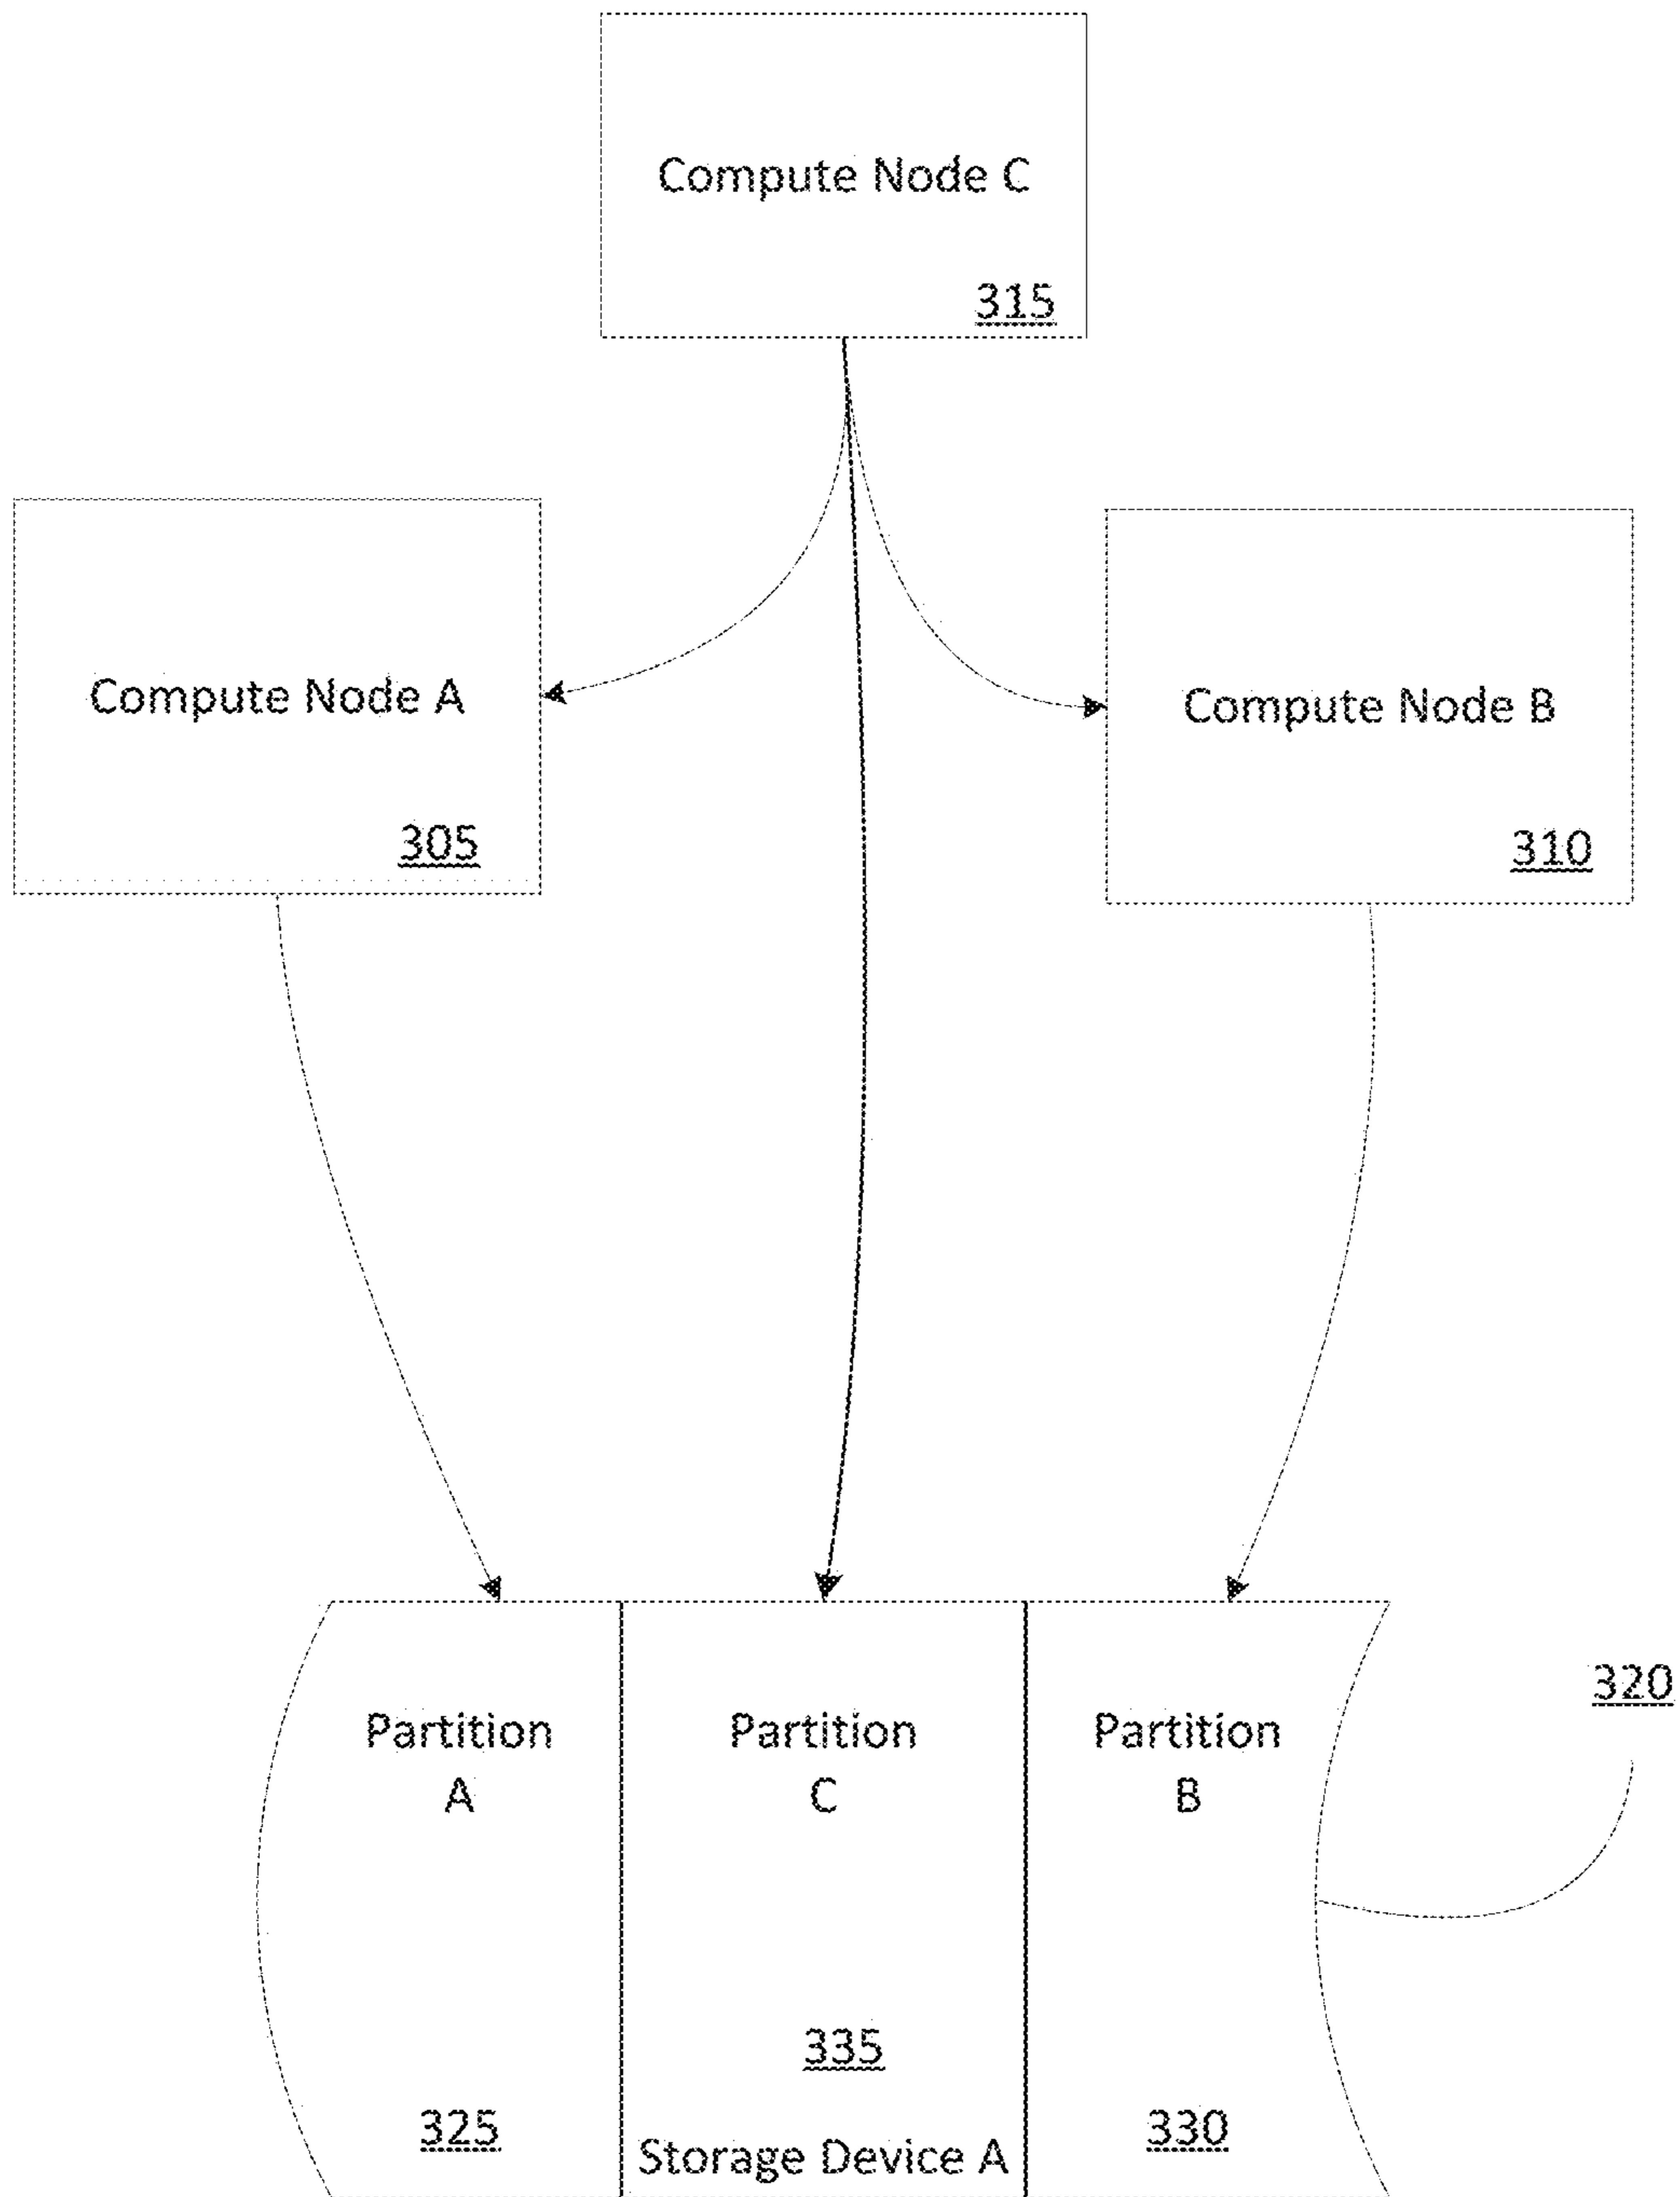 Compute Node C
315
Compute Node A
305
Compute Node B
310
320
Partition
A
Partition
C
Partition
B
335
325
330
Storage Device A